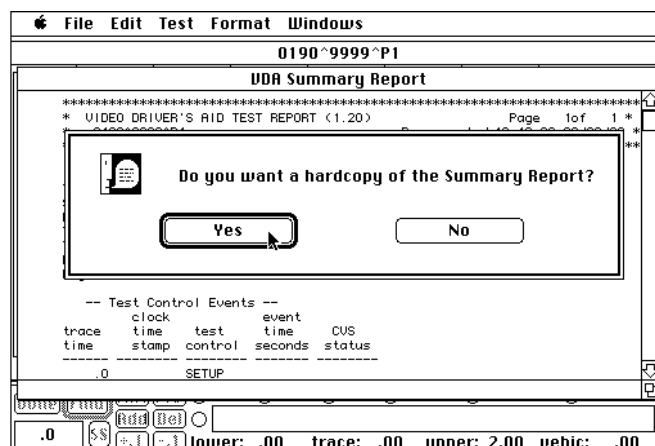 File Edit Test Format Windows
0190^9999^P1
VDA Summary Report
* VIDEO DRIVER'S AID TEST REPORT (1.20) Page 1of 1 *
Do you want a hardcopy of the Summary Report?
Yes No
-- Test Control Events --
clock event
trace time test time CVS
time stamp control seconds status
.0 SETUP
Add Del
.0 lower: .00 trace: .00 upper: 2.00 vehic: .00